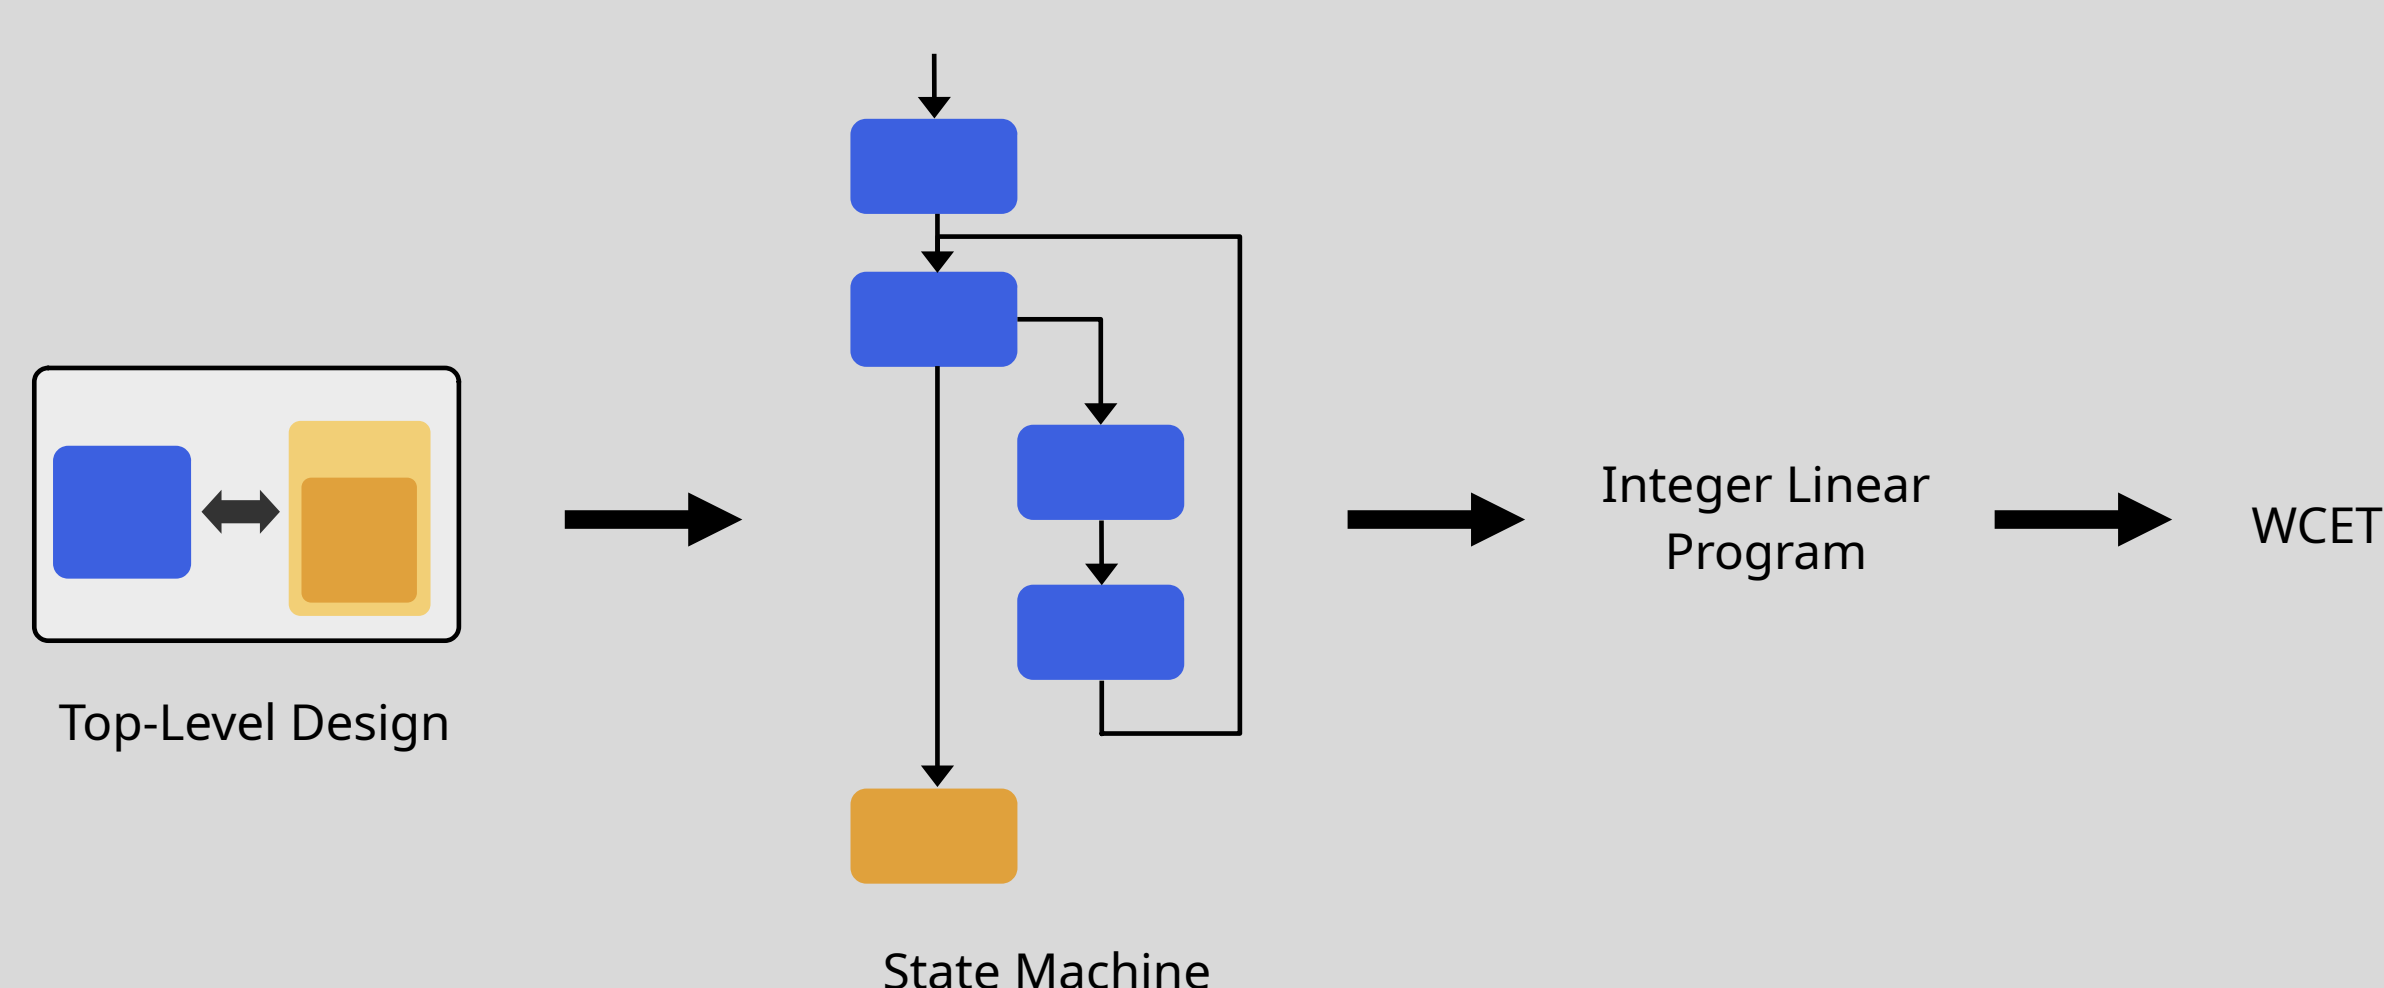 Top-Level Design
State Machine
Integer Linear
Program
WCET